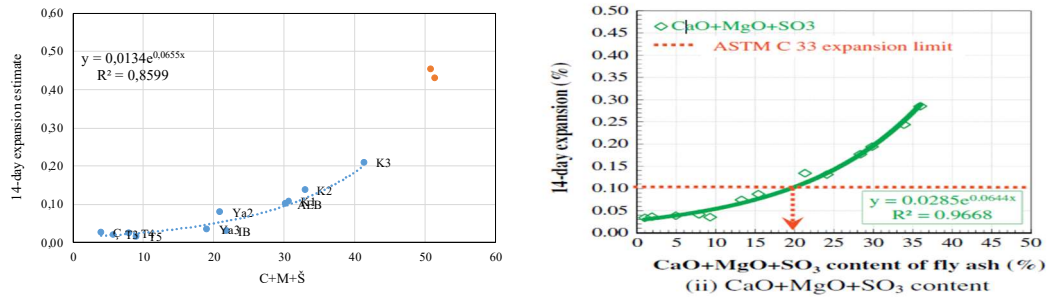 0,60
0,50
0,40
0,30
0,20
0,10
0,00
14-day expansion estimate
y = 0,0134e^0,0655x
R² = 0,8599
K3
K2
K1
AEB
Ya2
Ya3
IB
Ç
T3
T4
T5
0
10
20
30
40
50
60
C+M+Š
0.50
0.45
0.40
0.35
0.30
0.25
0.20
0.15
0.10
0.05
0.00
14-day expansion (%)
CaO+MgO+SO3
ASTM C 33 expansion limit
y = 0.0285e^0.0644x
R² = 0.9668
0 5 10 15 20 25 30 35 40 45 50
CaO+MgO+SO₃ content of fly ash (%)
(ii) CaO+MgO+SO₃ content